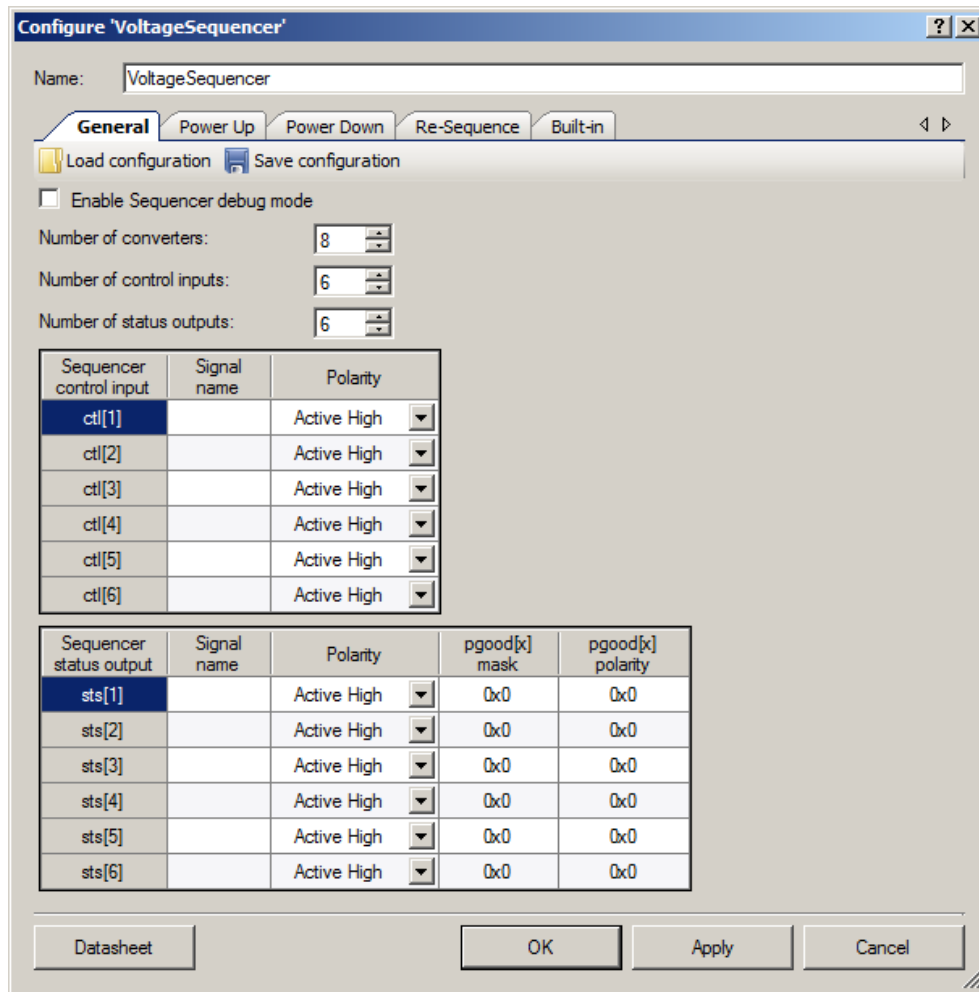 Configure 'VoltageSequencer'
Name: VoltageSequencer
General Power Up Power Down Re-Sequence Built-in
Load configuration Save configuration
Enable Sequencer debug mode
Number of converters: 8
Number of control inputs: 6
Number of status outputs: 6
Sequencer control input Signal name Polarity
ctl[1] Active High
ctl[2] Active High
ctl[3] Active High
ctl[4] Active High
ctl[5] Active High
ctl[6] Active High
Sequencer status output Signal name Polarity pgood[x] mask pgood[x] polarity
sts[1] Active High 0x0 0x0
sts[2] Active High 0x0 0x0
sts[3] Active High 0x0 0x0
sts[4] Active High 0x0 0x0
sts[5] Active High 0x0 0x0
sts[6] Active High 0x0 0x0
Datasheet OK Apply Cancel